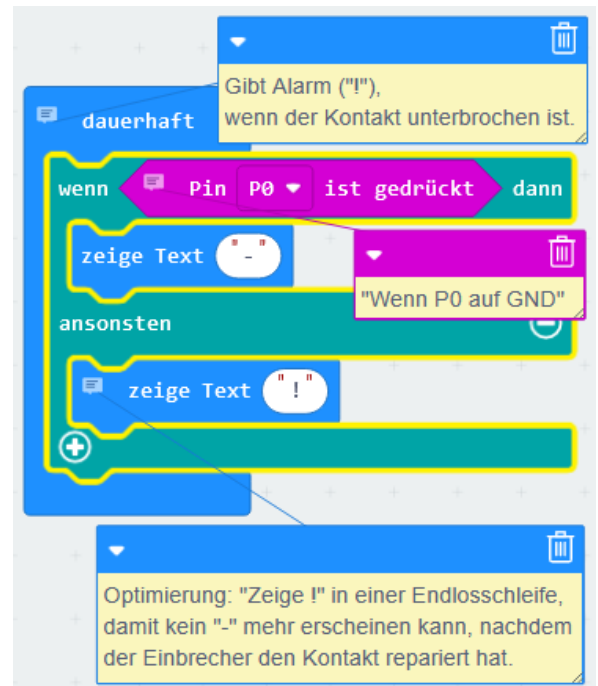 Gibt Alarm ("!"),
wenn der Kontakt unterbrochen ist.
dauerhaft
wenn Pin P0 ist gedrückt dann
zeige Text "-"
"Wenn P0 auf GND"
ansonsten
zeige Text "!"
Optimierung: "Zeige !" in einer Endlosschleife,
damit kein "-" mehr erscheinen kann, nachdem
der Einbrecher den Kontakt repariert hat.